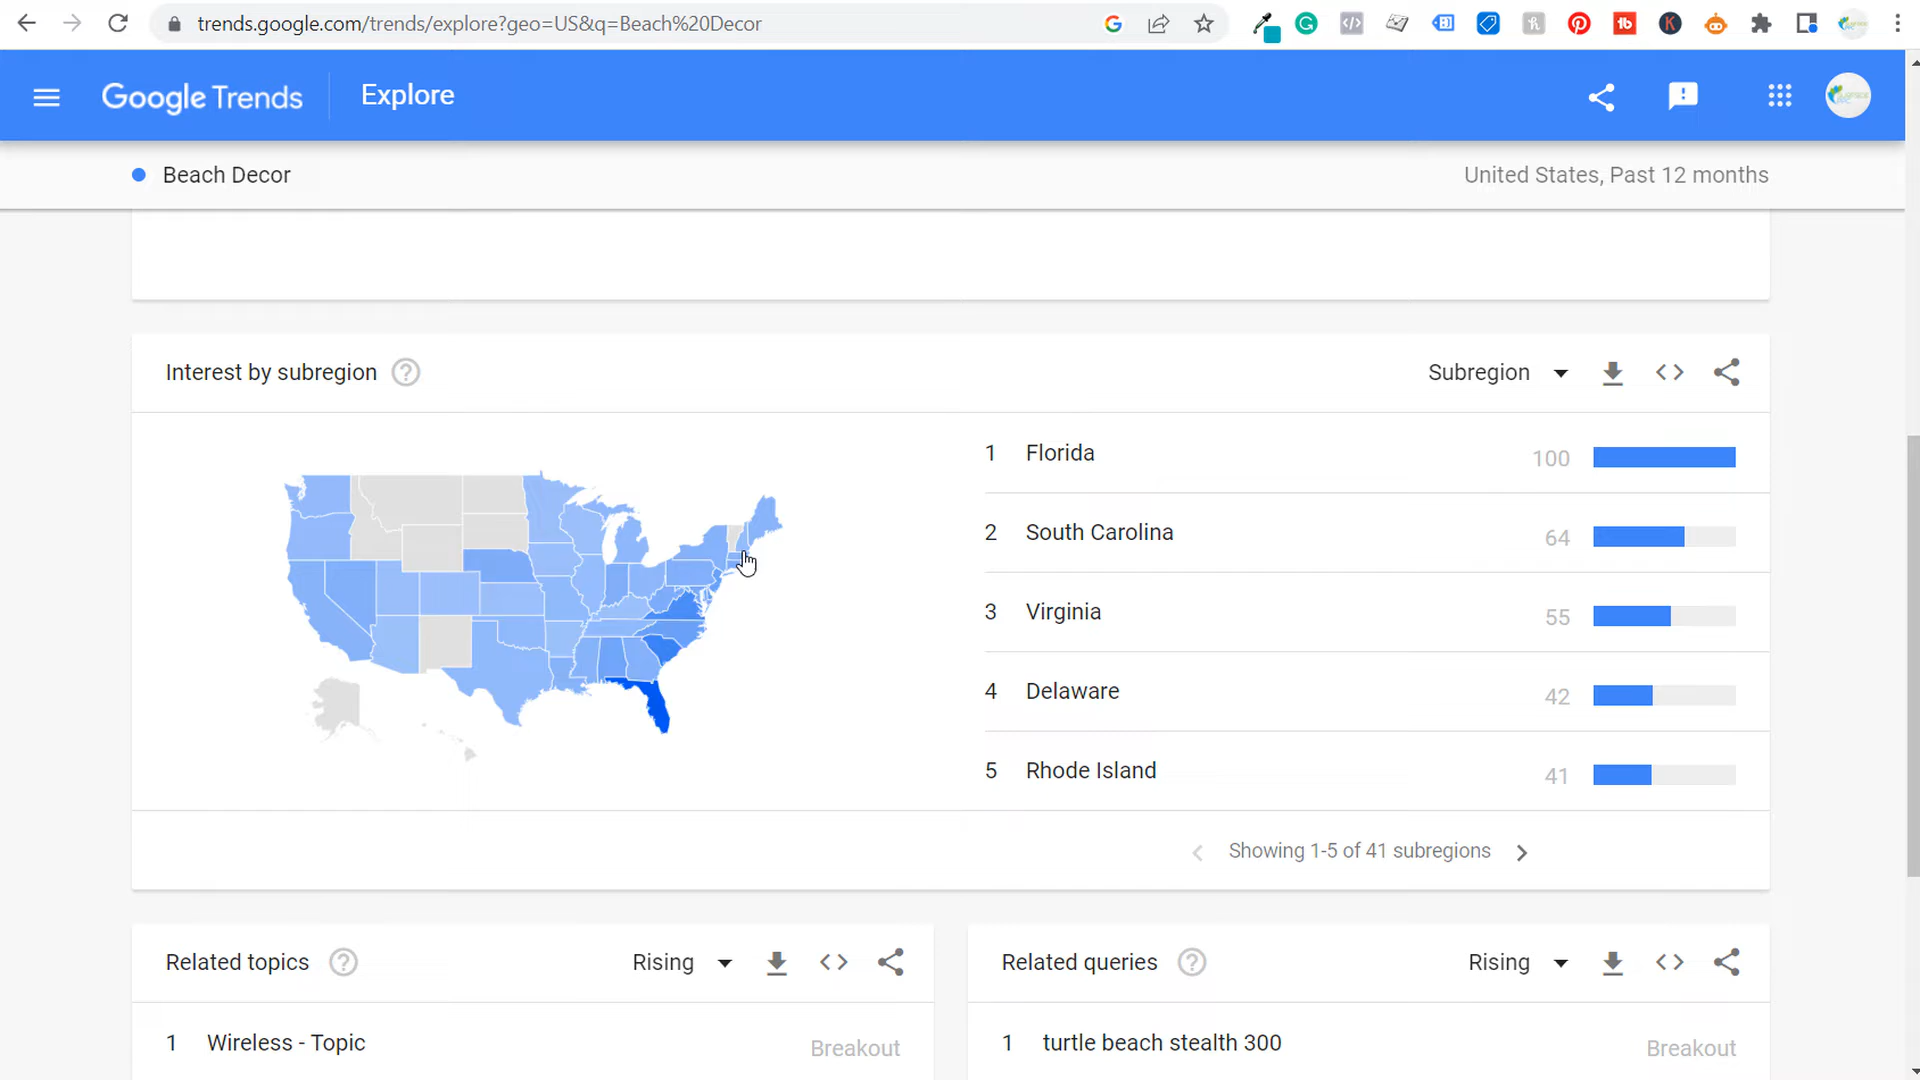 trends.google.com/trends/explore?geo=US&q=Beach%20Decor
Google Trends
Explore
Beach Decor
United States, Past 12 months
Interest by subregion
Subregion
1 Florida 100
2 South Carolina 64
3 Virginia 55
4 Delaware 42
5 Rhode Island 41
Showing 1-5 of 41 subregions
Related topics
Rising
Related queries
Rising
1 Wireless - Topic Breakout
1 turtle beach stealth 300 Breakout